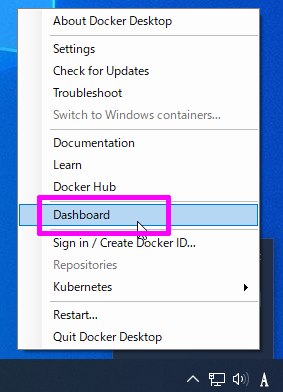 About Docker Desktop
Settings
Check for Updates
Troubleshoot
Switch to Windows containers...
Documentation
Learn
Docker Hub
Dashboard
Sign in / Create Docker ID...
Repositories
Kubernetes
Restart...
Quit Docker Desktop
A